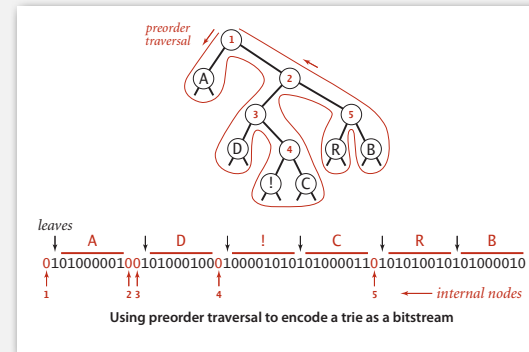 preorder
traversal
1
A
2
3
5
D
4
R
B
!
C
leaves
A D ! C R B
01010000010010100010001000010101010000110101010010101000010
1 2 3 4 5 internal nodes
Using preorder traversal to encode a trie as a bitstream